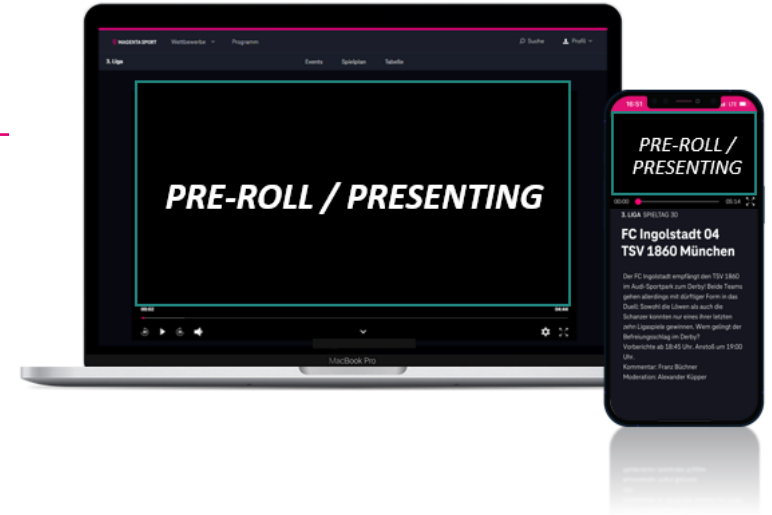 MAGENTA SPORT Wettbewerbe Programm Suche Profil
3. Liga Events Spielplan Tabelle
PRE-ROLL / PRESENTING
00:02 04:44
MacBook Pro
16:51 LTE
PRE-ROLL /
PRESENTING
00:00 05:14
3. LIGA SPIELTAG 30
FC Ingolstadt 04
TSV 1860 München
Der FC Ingolstadt empfängt den TSV 1860
im Audi-Sportpark zum Derby! Beide Teams
gehen allerdings mit dürftiger Form in das
Duell: Sowohl die Löwen als auch die
Schanzer konnten nur eines ihrer letzten
zehn Ligaspiele gewinnen. Wem gelingt der
Befreiungsschlag im Derby?
Vorberichte ab 18:45 Uhr. Anstoß um 19:00
Uhr.
Kommentar: Franz Büchner
Moderation: Alexander Küpper